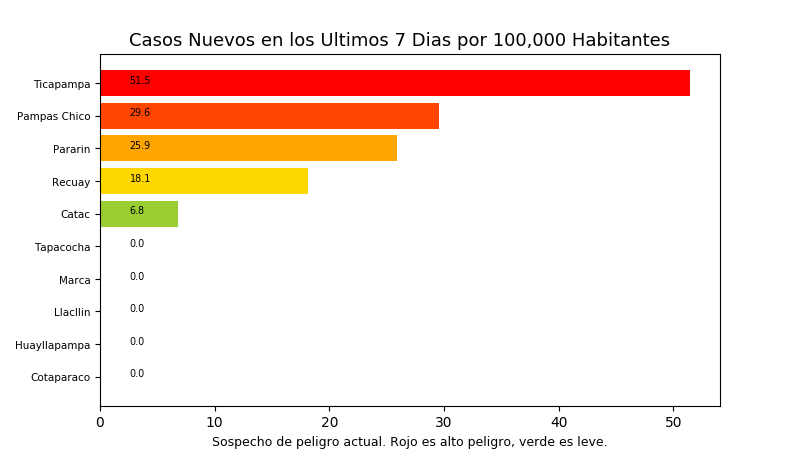 Casos Nuevos en los Ultimos 7 Dias por 100,000 Habitantes
Ticapampa 51.5
Pampas Chico 29.6
Pararin 25.9
Recuay 18.1
Catac 6.8
Tapacocha 0.0
Marca 0.0
Llacllin 0.0
Huayllapampa 0.0
Cotaparaco 0.0
0 10 20 30 40 50
Sospecho de peligro actual. Rojo es alto peligro, verde es leve.